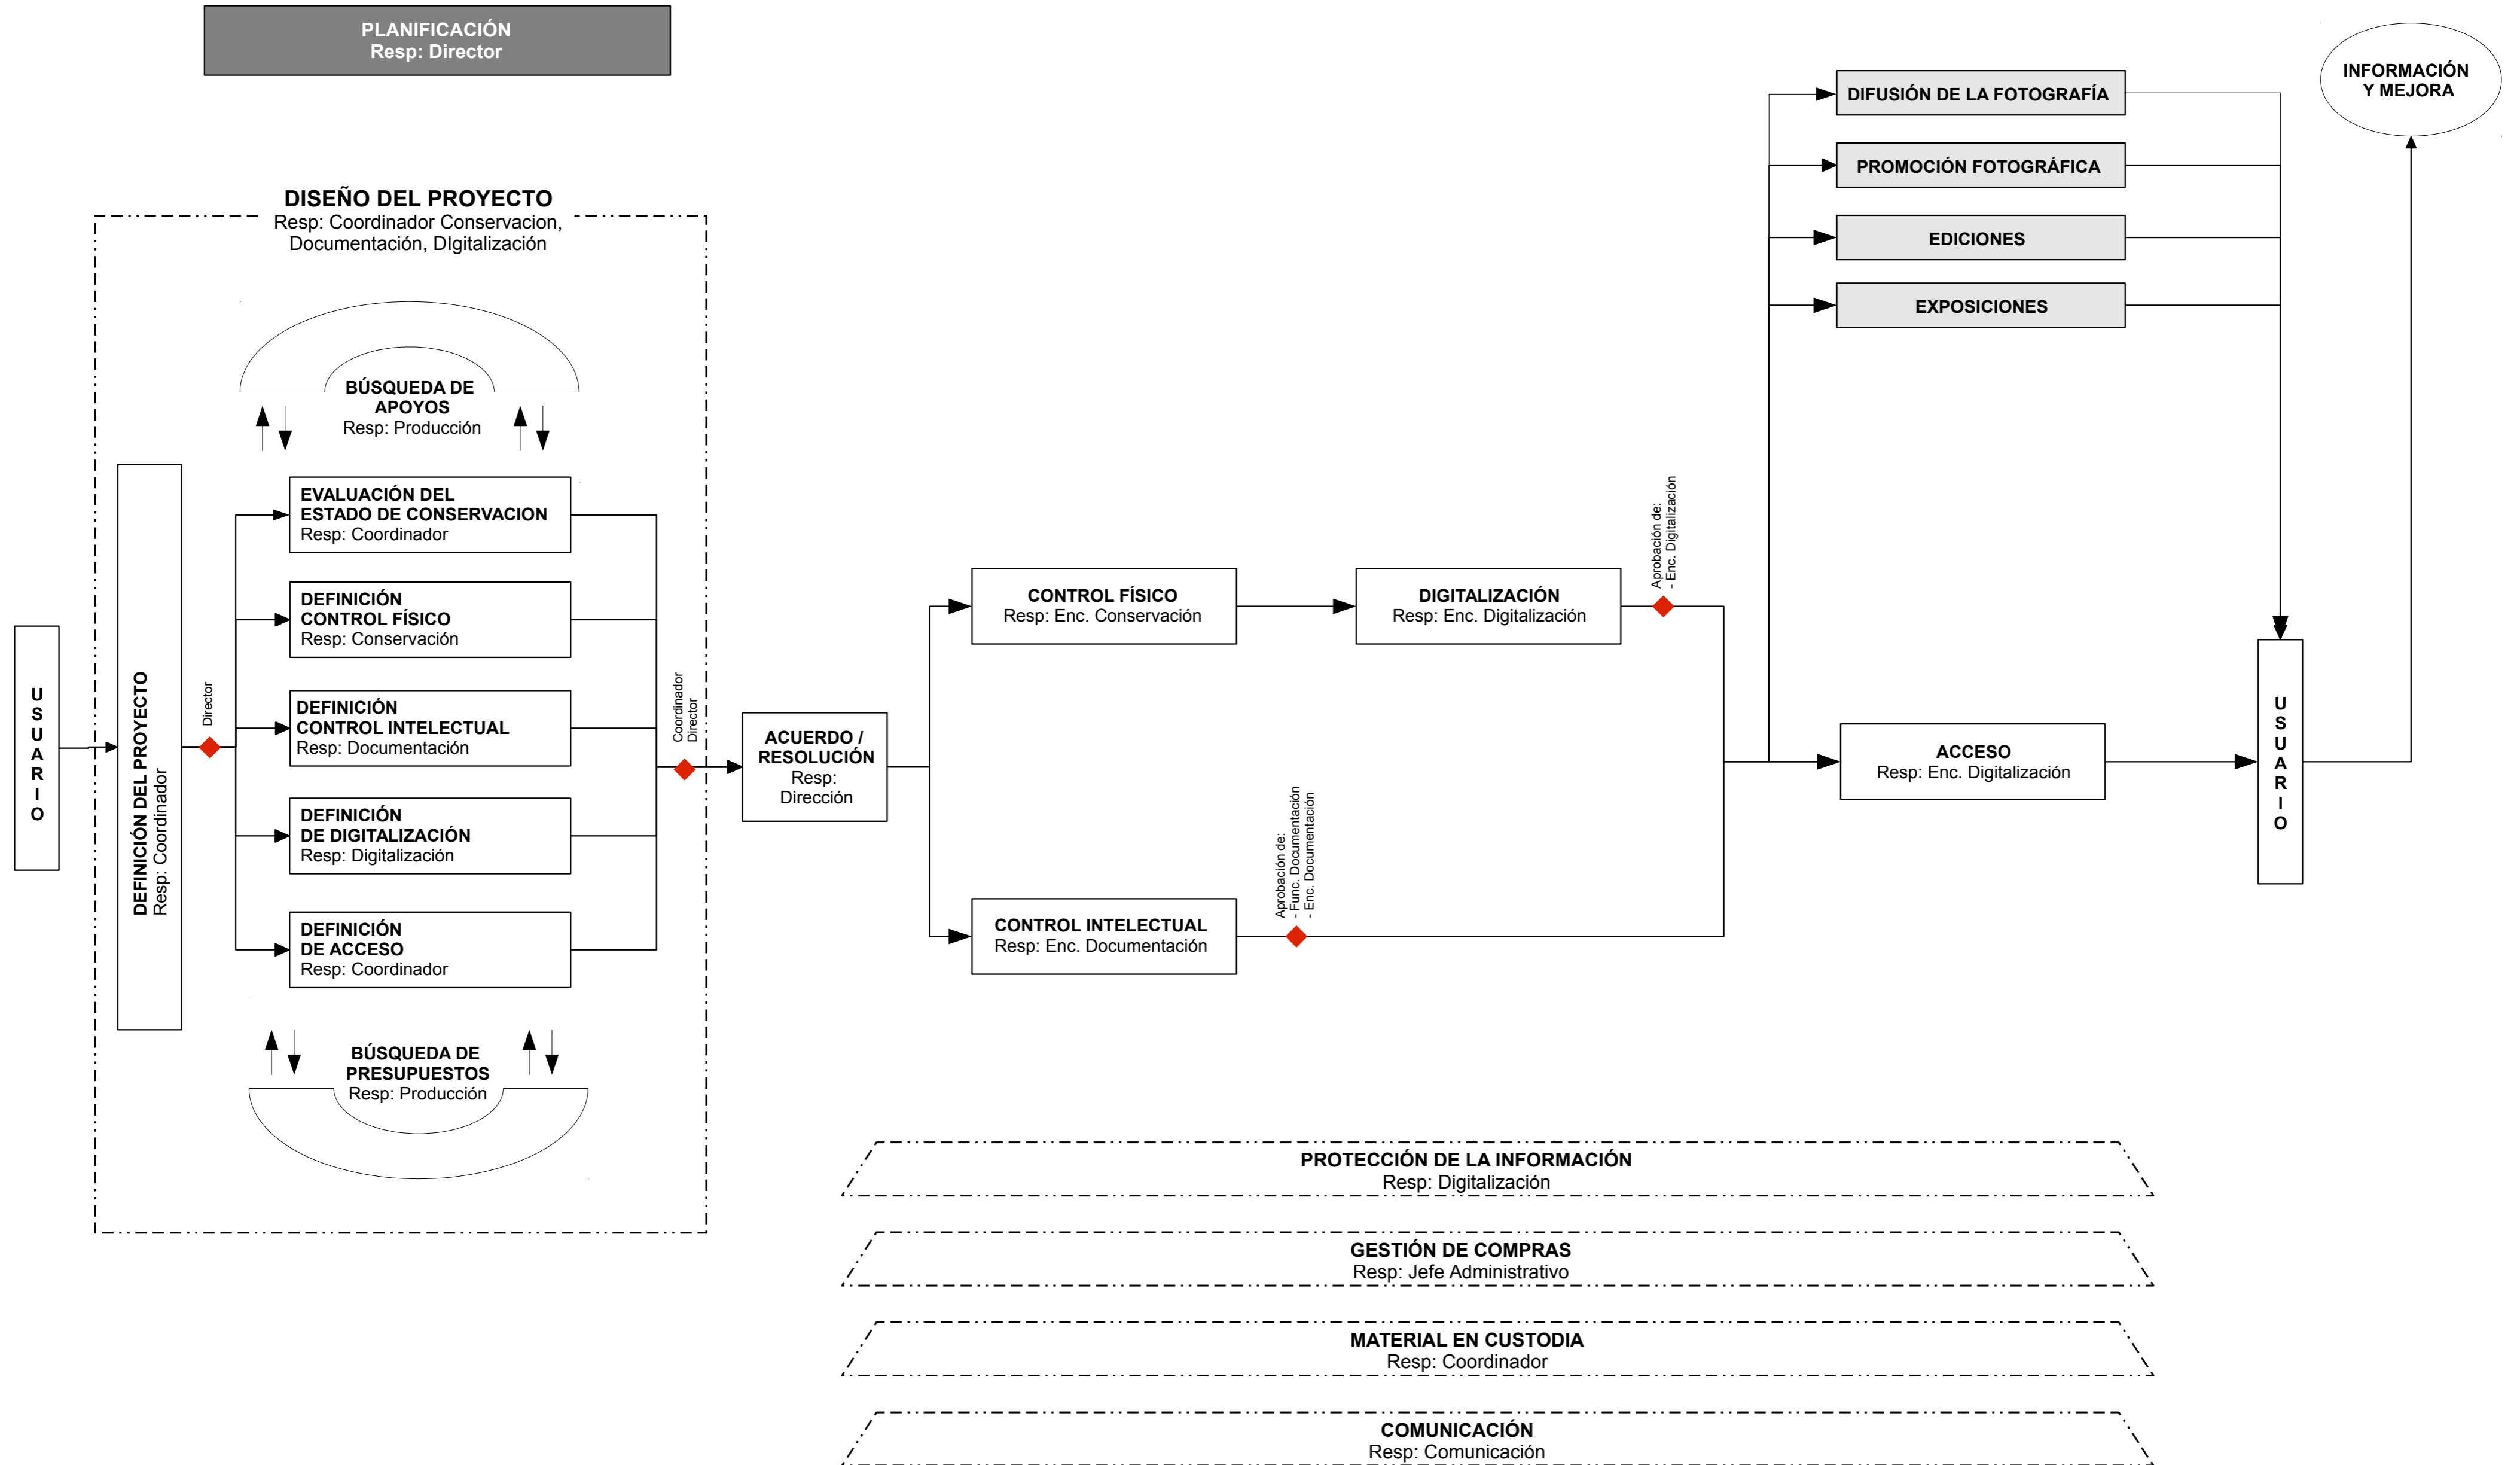 PLANIFICACIÓN
Resp: Director
INFORMACIÓN
Y MEJORA
DIFUSIÓN DE LA FOTOGRAFÍA
PROMOCIÓN FOTOGRÁFICA
EDICIONES
EXPOSICIONES
DISEÑO DEL PROYECTO
Resp: Coordinador Conservacion,
Documentación, DIgitalización
BÚSQUEDA DE
APOYOS
Resp: Producción
USUARIO
DEFINICIÓN DEL PROYECTO
Resp: Coordinador
Director
EVALUACIÓN DEL
ESTADO DE CONSERVACION
Resp: Coordinador
DEFINICIÓN
CONTROL FÍSICO
Resp: Conservación
DEFINICIÓN
CONTROL INTELECTUAL
Resp: Documentación
DEFINICIÓN
DE DIGITALIZACIÓN
Resp: Digitalización
DEFINICIÓN
DE ACCESO
Resp: Coordinador
BÚSQUEDA DE
PRESUPUESTOS
Resp: Producción
Coordinador
Director
ACUERDO /
RESOLUCIÓN
Resp:
Dirección
CONTROL FÍSICO
Resp: Enc. Conservación
DIGITALIZACIÓN
Resp: Enc. Digitalización
Aprobación de:
- Enc. Digitalización
CONTROL INTELECTUAL
Resp: Enc. Documentación
Aprobación de:
- Func. Documentación
- Enc. Documentación
ACCESO
Resp: Enc. Digitalización
USUARIO
PROTECCIÓN DE LA INFORMACIÓN
Resp: Digitalización
GESTIÓN DE COMPRAS
Resp: Jefe Administrativo
MATERIAL EN CUSTODIA
Resp: Coordinador
COMUNICACIÓN
Resp: Comunicación